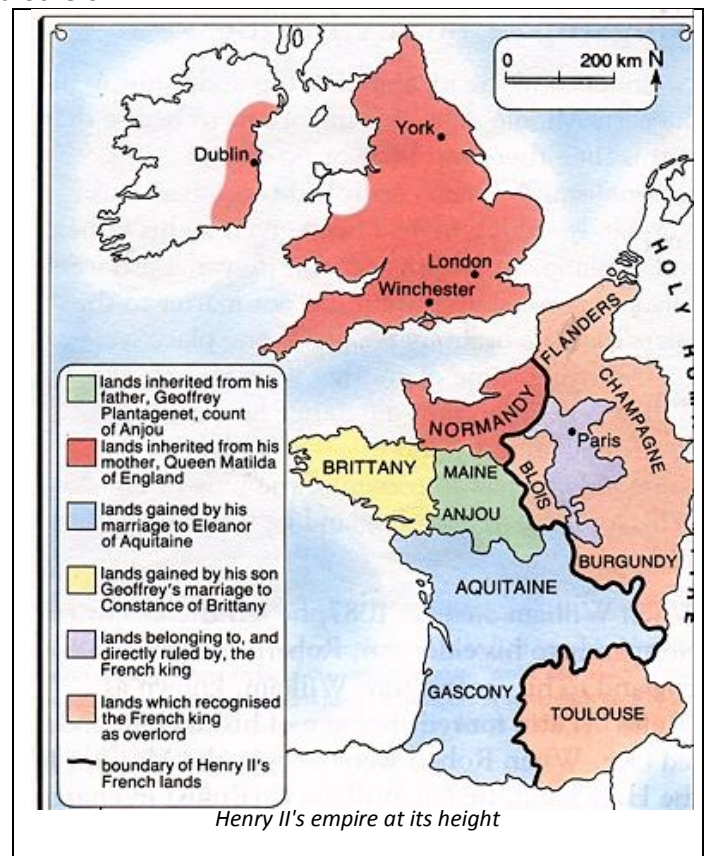 0 200 km N
York
Dublin
London
Winchester
HOLY
FLANDERS
CHAMPAGNE
NORMANDY
Paris
BRITTANY
MAINE
BLOIS
ANJOU
BURGUNDY
AQUITAINE
GASCONY
TOULOUSE
lands inherited from his
father, Geoffrey
Plantagenet, count
of Anjou
lands inherited from his
mother, Queen Matilda
of England
lands gained by his
marriage to Eleanor
of Aquitaine
lands gained by his son
Geoffrey's marriage to
Constance of Brittany
lands belonging to, and
directly ruled by, the
French king
lands which recognised
the French king
as overlord
boundary of Henry II's
French lands
Henry II's empire at its height